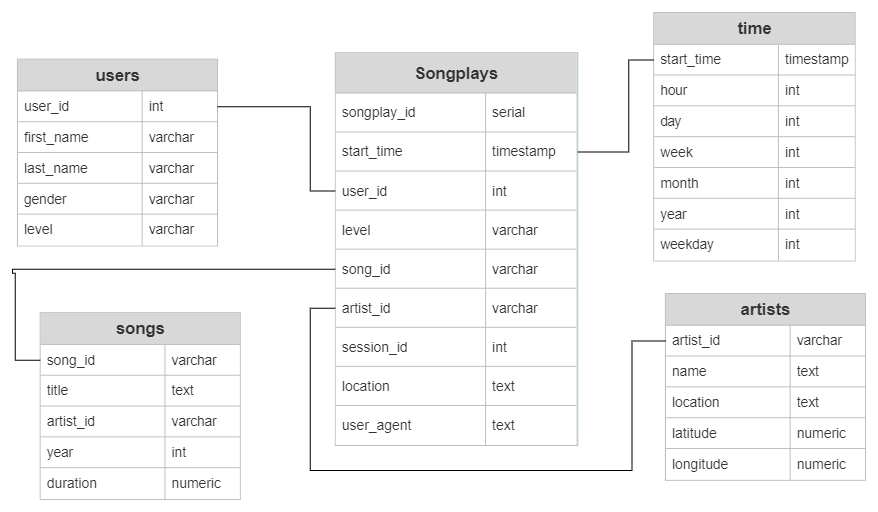 users
user_id int
first_name varchar
last_name varchar
gender varchar
level varchar
Songplays
songplay_id serial
start_time timestamp
user_id int
level varchar
song_id varchar
artist_id varchar
session_id int
location text
user_agent text
time
start_time timestamp
hour int
day int
week int
month int
year int
weekday int
songs
song_id varchar
title text
artist_id varchar
year int
duration numeric
artists
artist_id varchar
name text
location text
latitude numeric
longitude numeric